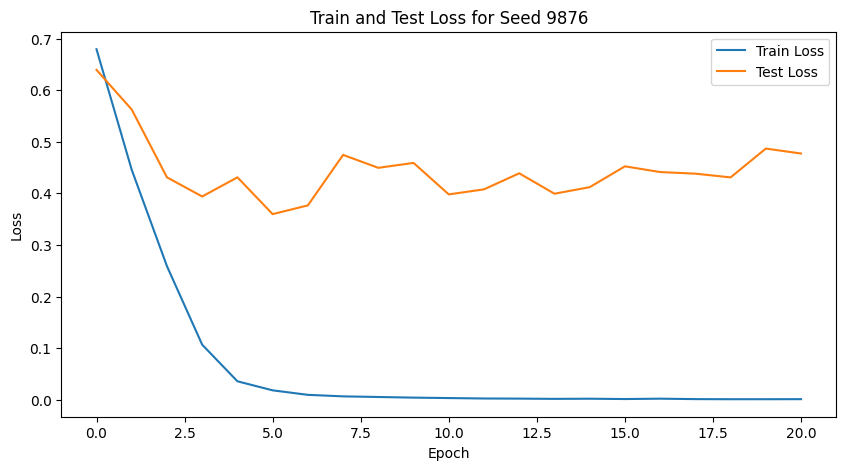 Train and Test Loss for Seed 9876
Train Loss
Test Loss
0.7
0.6
0.5
0.4
0.3
0.2
0.1
0.0
Loss
0.0 2.5 5.0 7.5 10.0 12.5 15.0 17.5 20.0
Epoch